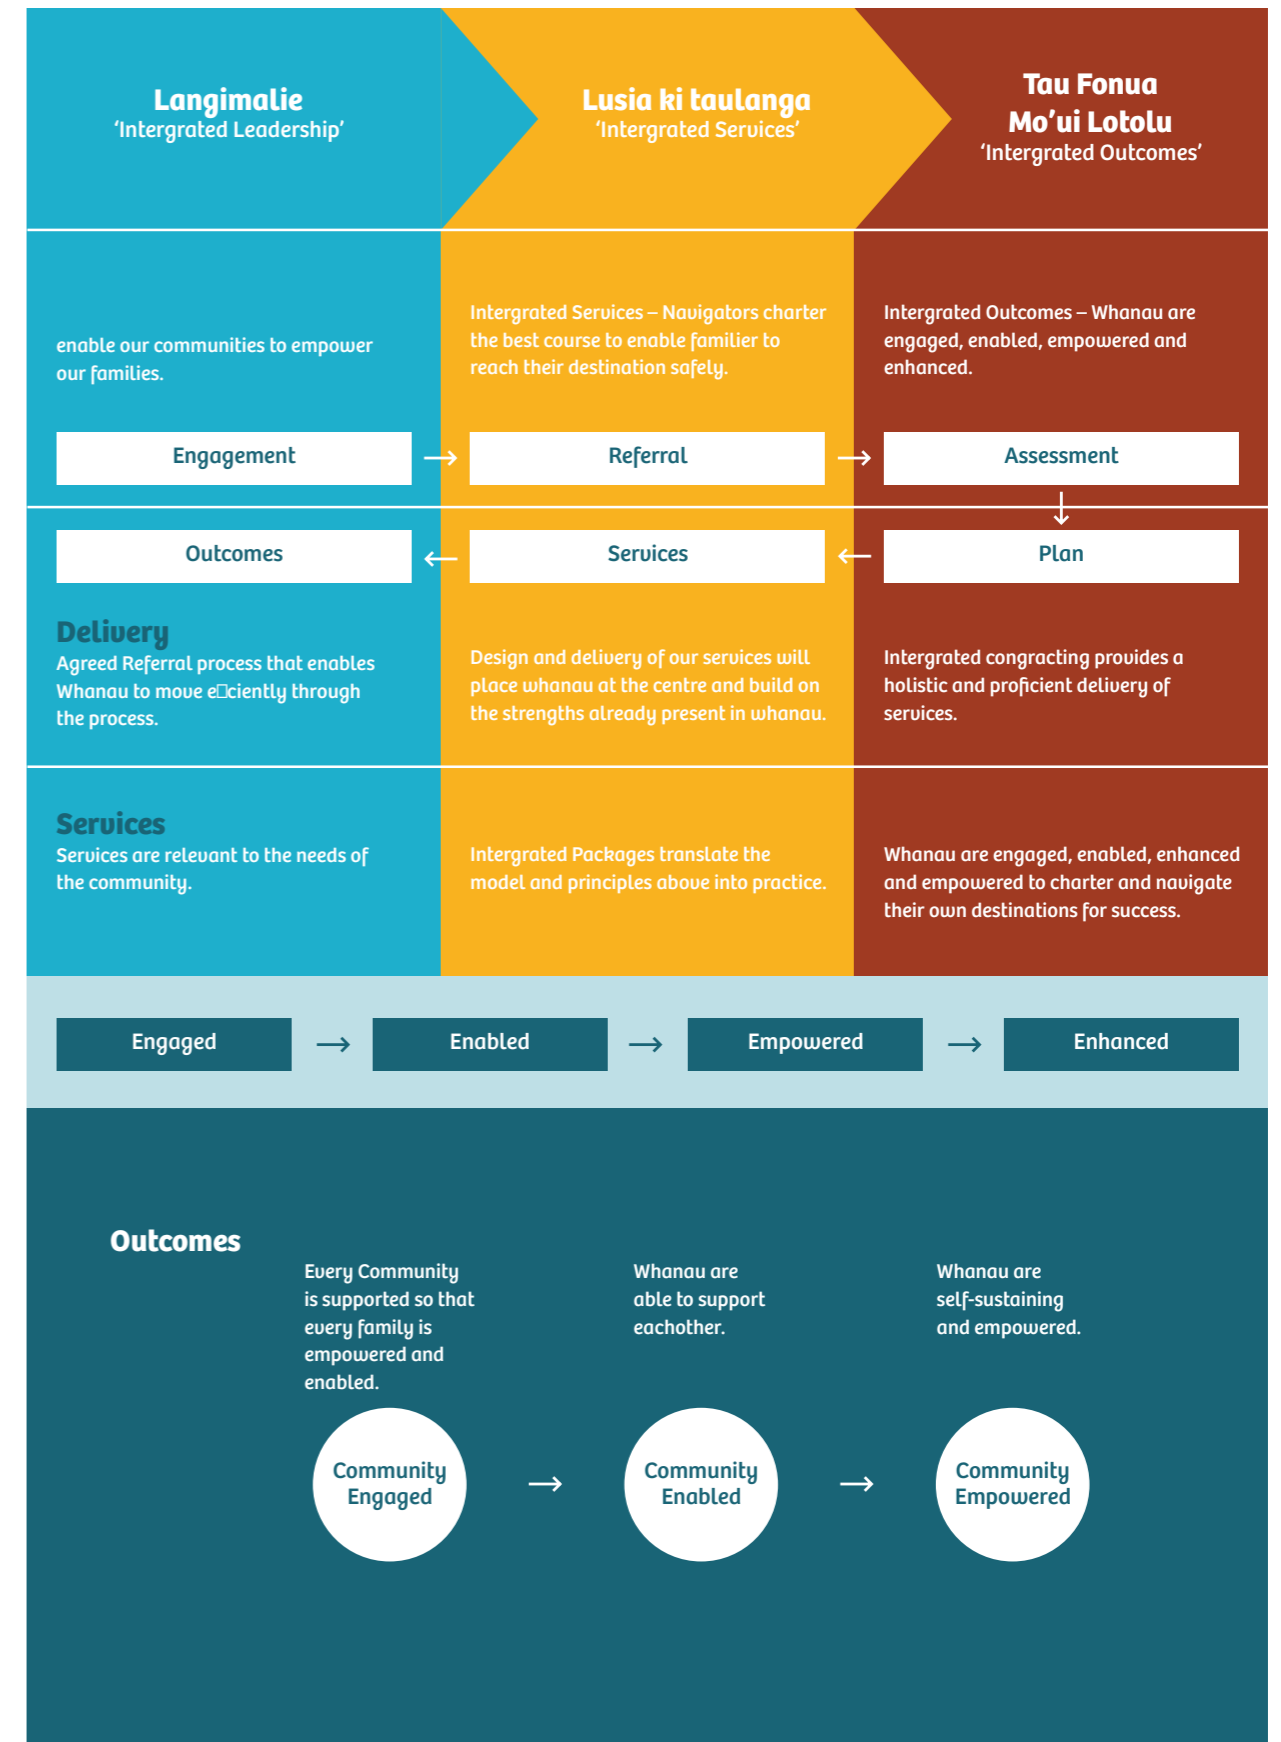 Langimalie
‘Intergrated Leadership’
Lusia ki taulanga
‘Intergrated Services’
Tau Fonua
Mo’ui Lotolu
‘Intergrated Outcomes’
enable our communities to empower
our families.
Intergrated Services – Navigators charter
the best course to enable familier to
reach their destination safely.
Intergrated Outcomes – Whanau are
engaged, enabled, empowered and
enhanced.
Engagement
Referral
Assessment
Outcomes
Services
Plan
Delivery
Agreed Referral process that enables
Whanau to move e□ciently through
the process.
Design and delivery of our services will
place whanau at the centre and build on
the strengths already present in whanau.
Intergrated congracting provides a
holistic and proficient delivery of
services.
Services
Services are relevant to the needs of
the community.
Intergrated Packages translate the
model and principles above into practice.
Whanau are engaged, enabled, enhanced
and empowered to charter and navigate
their own destinations for success.
Engaged
Enabled
Empowered
Enhanced
Outcomes
Every Community
is supported so that
every family is
empowered and
enabled.
Whanau are
able to support
eachother.
Whanau are
self-sustaining
and empowered.
Community
Engaged
Community
Enabled
Community
Empowered